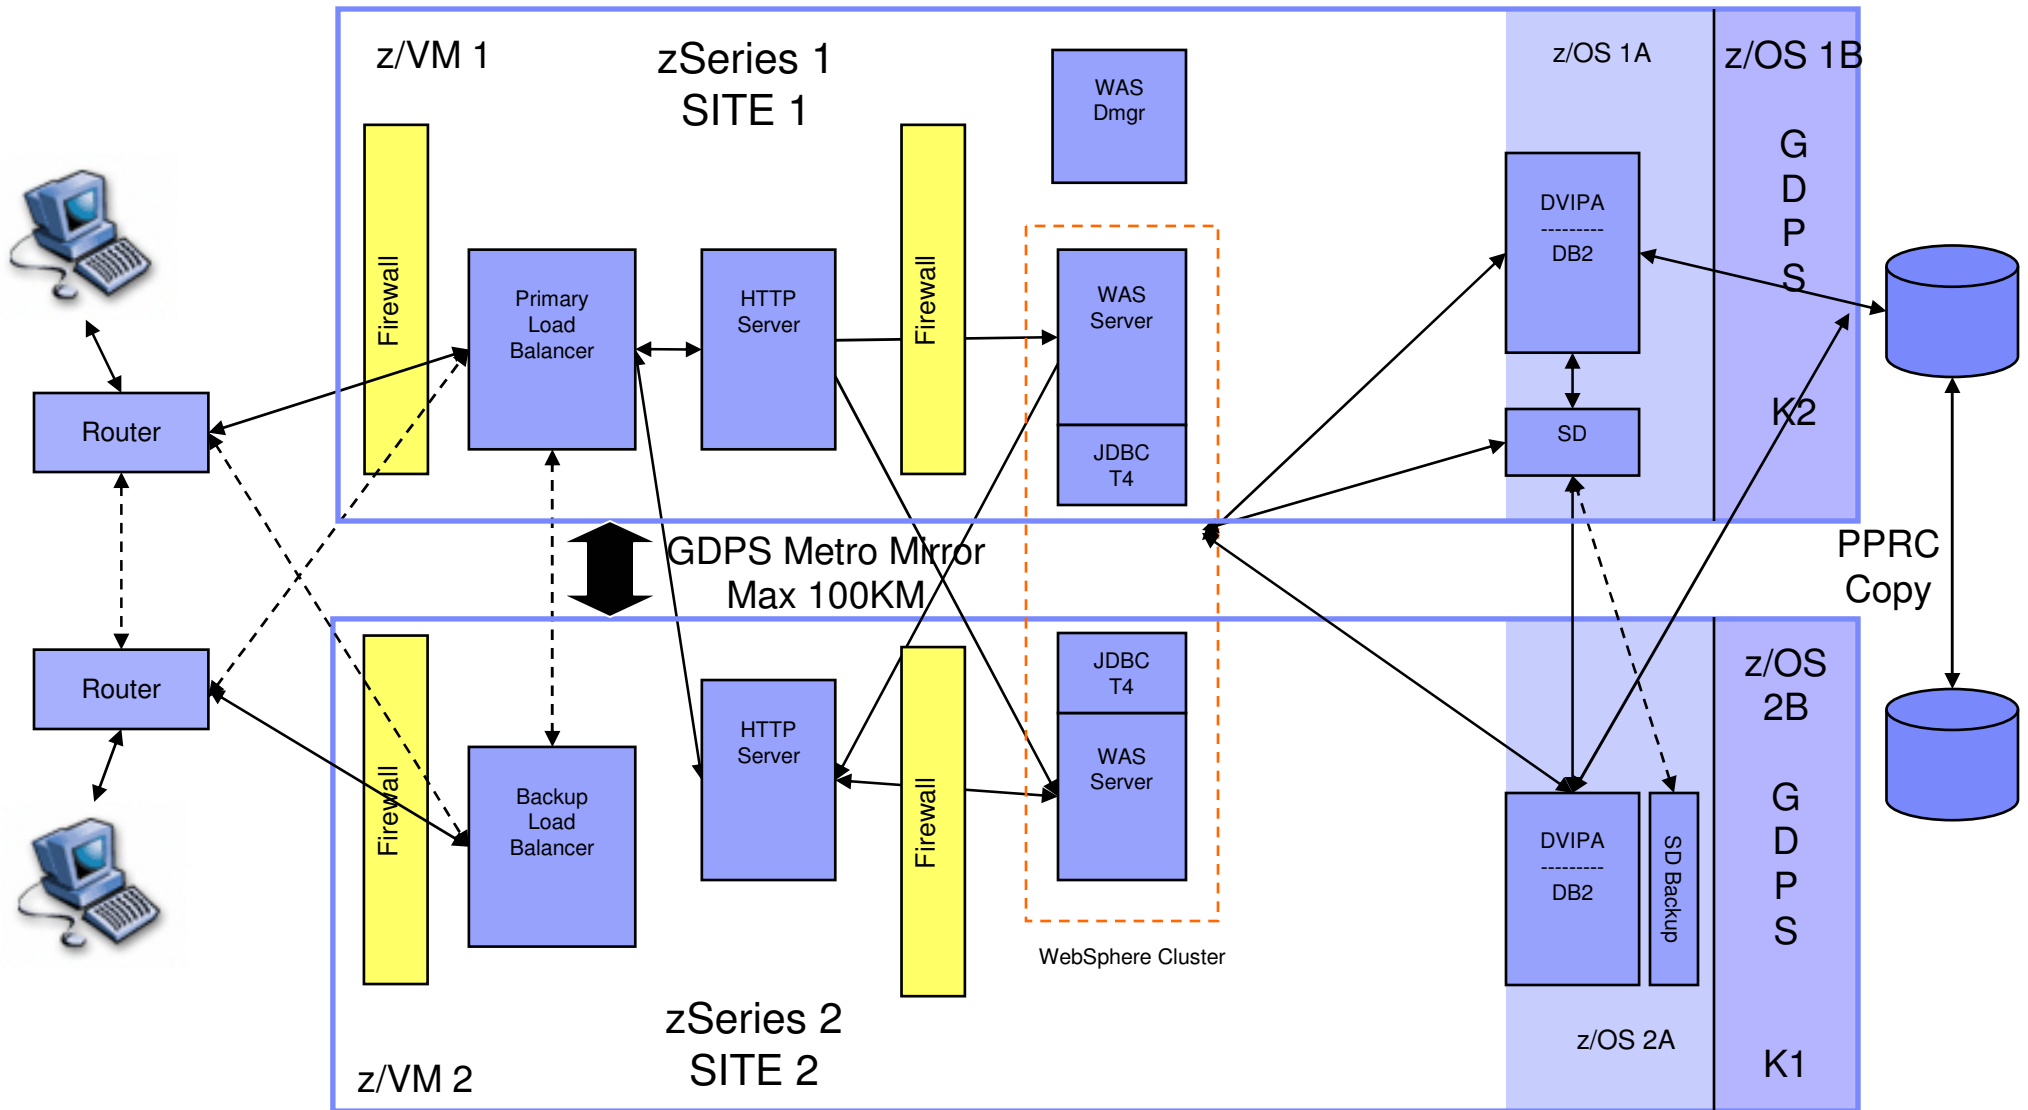 z/VM 1
zSeries 1
SITE 1
WAS
Dmgr
z/OS 1A
z/OS 1B
G
D
P
S
K2
Firewall
Primary
Load
Balancer
HTTP
Server
Firewall
WAS
Server
JDBC
T4
DVIPA
---------
DB2
SD
Router
GDPS Metro Mirror
Max 100KM
PPRC
Copy
Router
Firewall
Backup
Load
Balancer
HTTP
Server
Firewall
JDBC
T4
WAS
Server
WebSphere Cluster
DVIPA
---------
DB2
SD Backup
z/OS
2B
G
D
P
S
K1
z/OS 2A
zSeries 2
SITE 2
z/VM 2